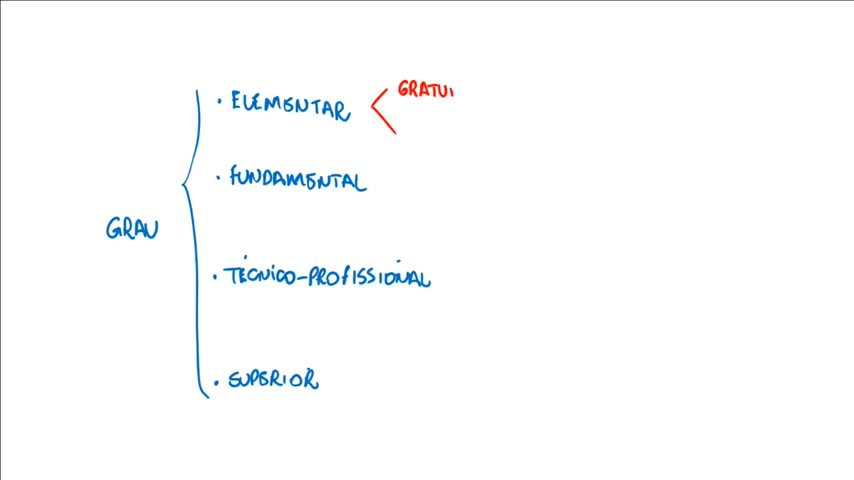 · ELEMENTAR
GRATUI
· FUNDAMENTAL
GRAU
· TÉCNICO-PROFISSIONAL
· SUPERIOR